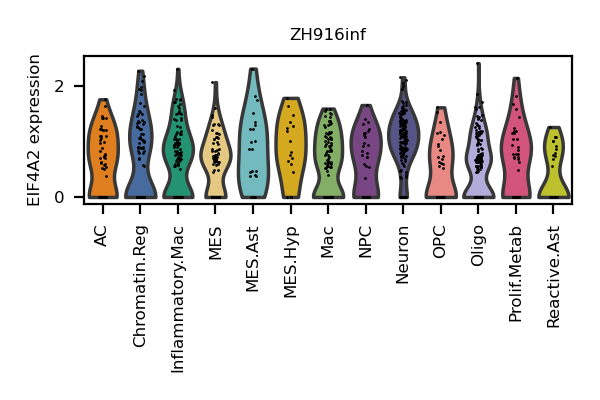 ZH916inf
EIF4A2 expression
2
0
AC
Chromatin.Reg
Inflammatory.Mac
MES
MES.Ast
MES.Hyp
Mac
NPC
Neuron
OPC
Oligo
Prolif.Metab
Reactive.Ast